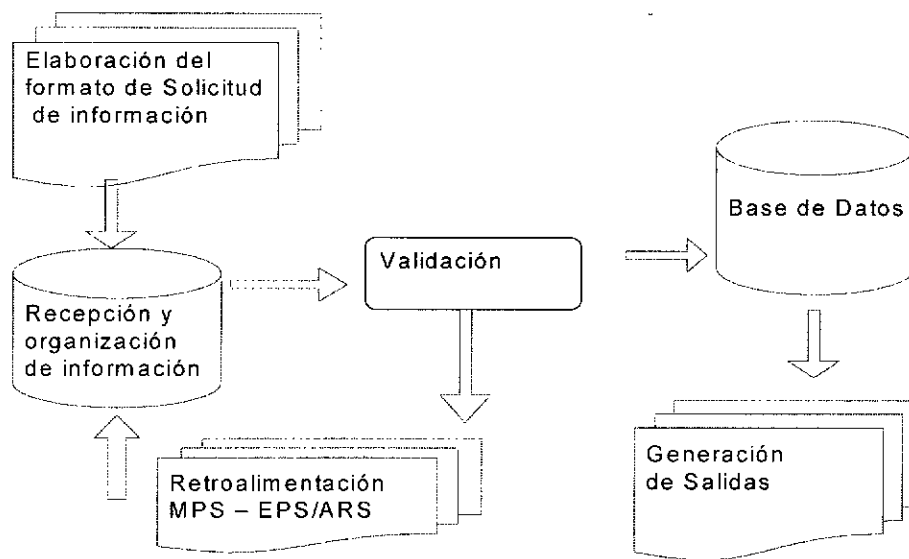 Elaboración del
formato de Solicitud
de información
Recepción y
organización
de información
Validación
Base de Datos
Retroalimentación
MPS – EPS/ARS
Generación
de Salidas